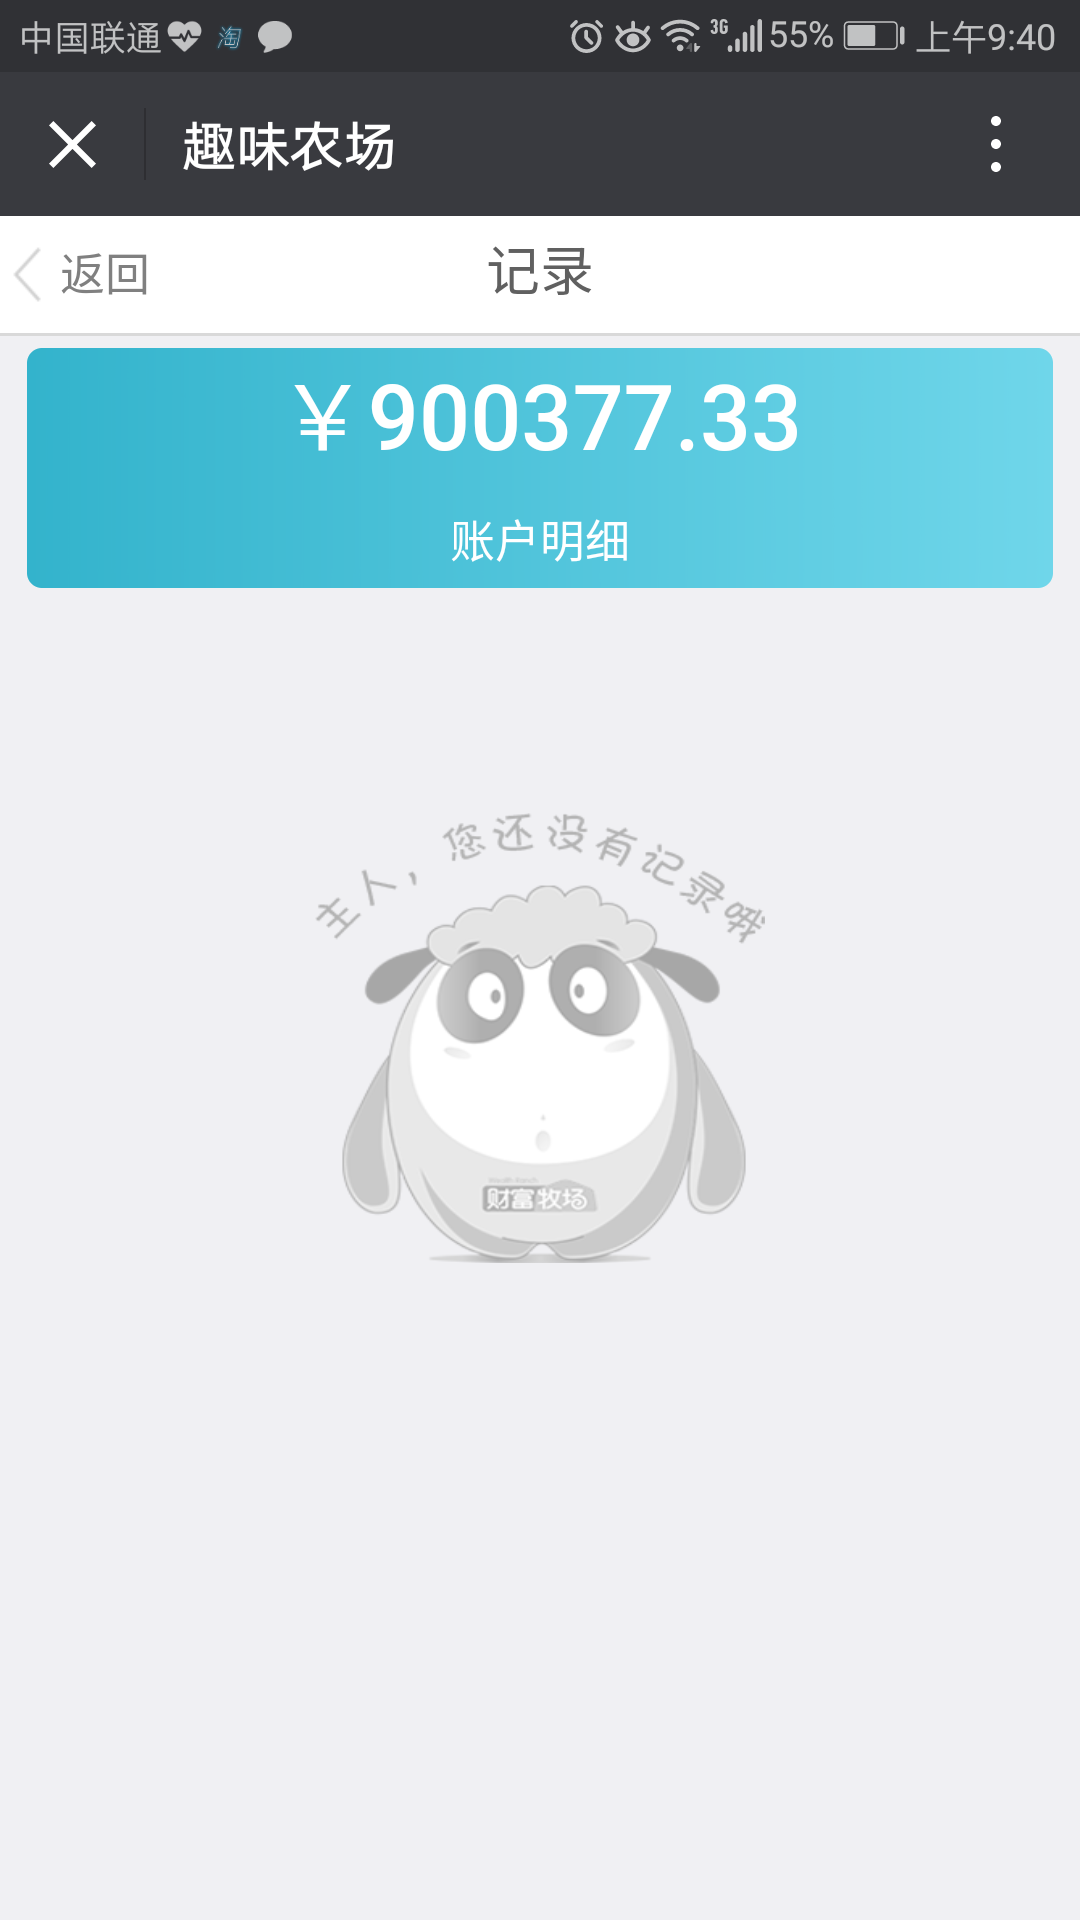 中国联通 淘 3G 55% 上午9:40
趣味农场
返回 记录
￥900377.33
账户明细
主人，您还没有记录哦
财富牧场